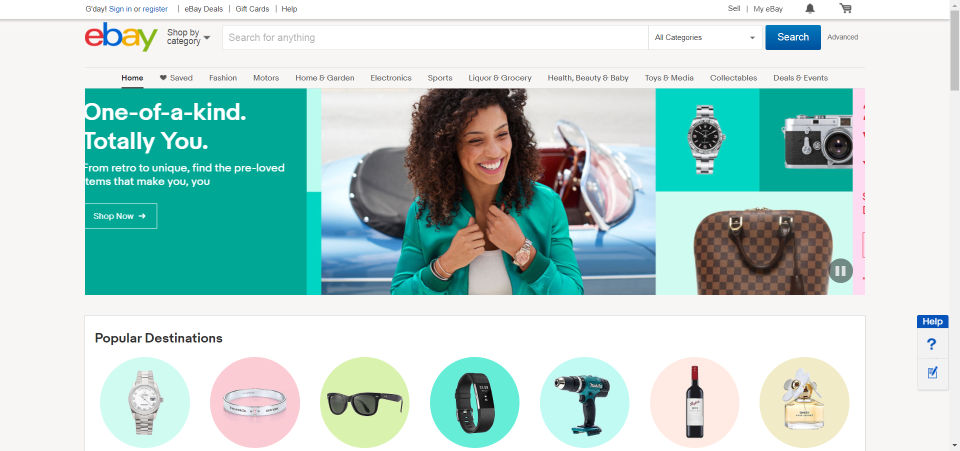 G'day! Sign in or register
eBay Deals
Gift Cards
Help
Sell
My eBay
ebay
Shop by
category
Search for anything
All Categories
Search
Advanced
Home
Saved
Fashion
Motors
Home & Garden
Electronics
Sports
Liquor & Grocery
Health, Beauty & Baby
Toys & Media
Collectables
Deals & Events
One-of-a-kind.
Totally You.
From retro to unique, find the pre-loved
items that make you, you
Shop Now →
Help
?
Popular Destinations